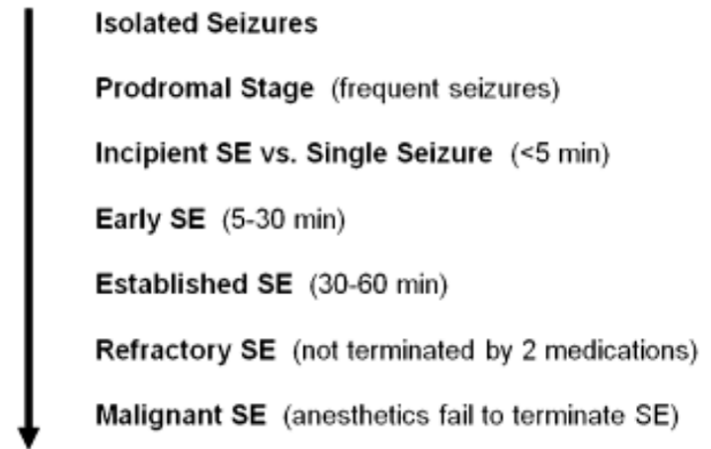 Isolated Seizures
Prodromal Stage (frequent seizures)
Incipient SE vs. Single Seizure (<5 min)
Early SE (5-30 min)
Established SE (30-60 min)
Refractory SE (not terminated by 2 medications)
Malignant SE (anesthetics fail to terminate SE)